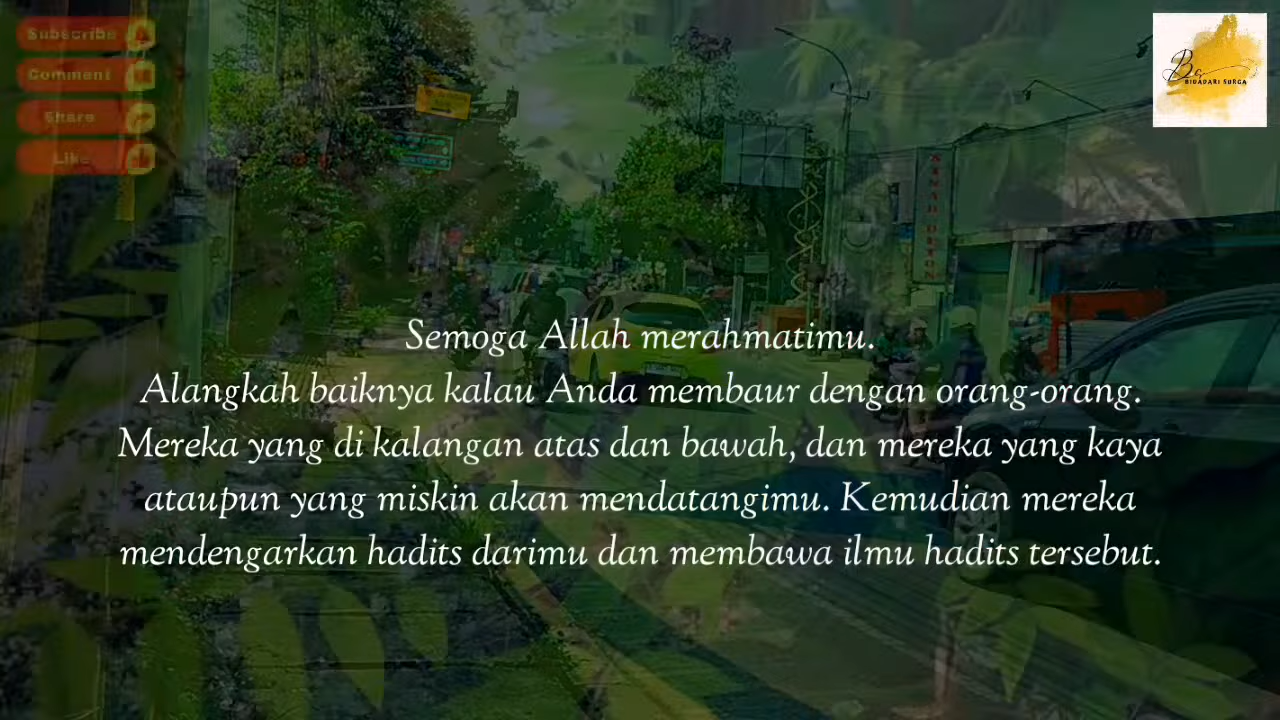 Subscribe
Comment
Share
Like
BIDADARI SURGA
Semoga Allah merahmatimu.
Alangkah baiknya kalau Anda membaur dengan orang-orang.
Mereka yang di kalangan atas dan bawah, dan mereka yang kaya
ataupun yang miskin akan mendatangimu. Kemudian mereka
mendengarkan hadits darimu dan membawa ilmu hadits tersebut.